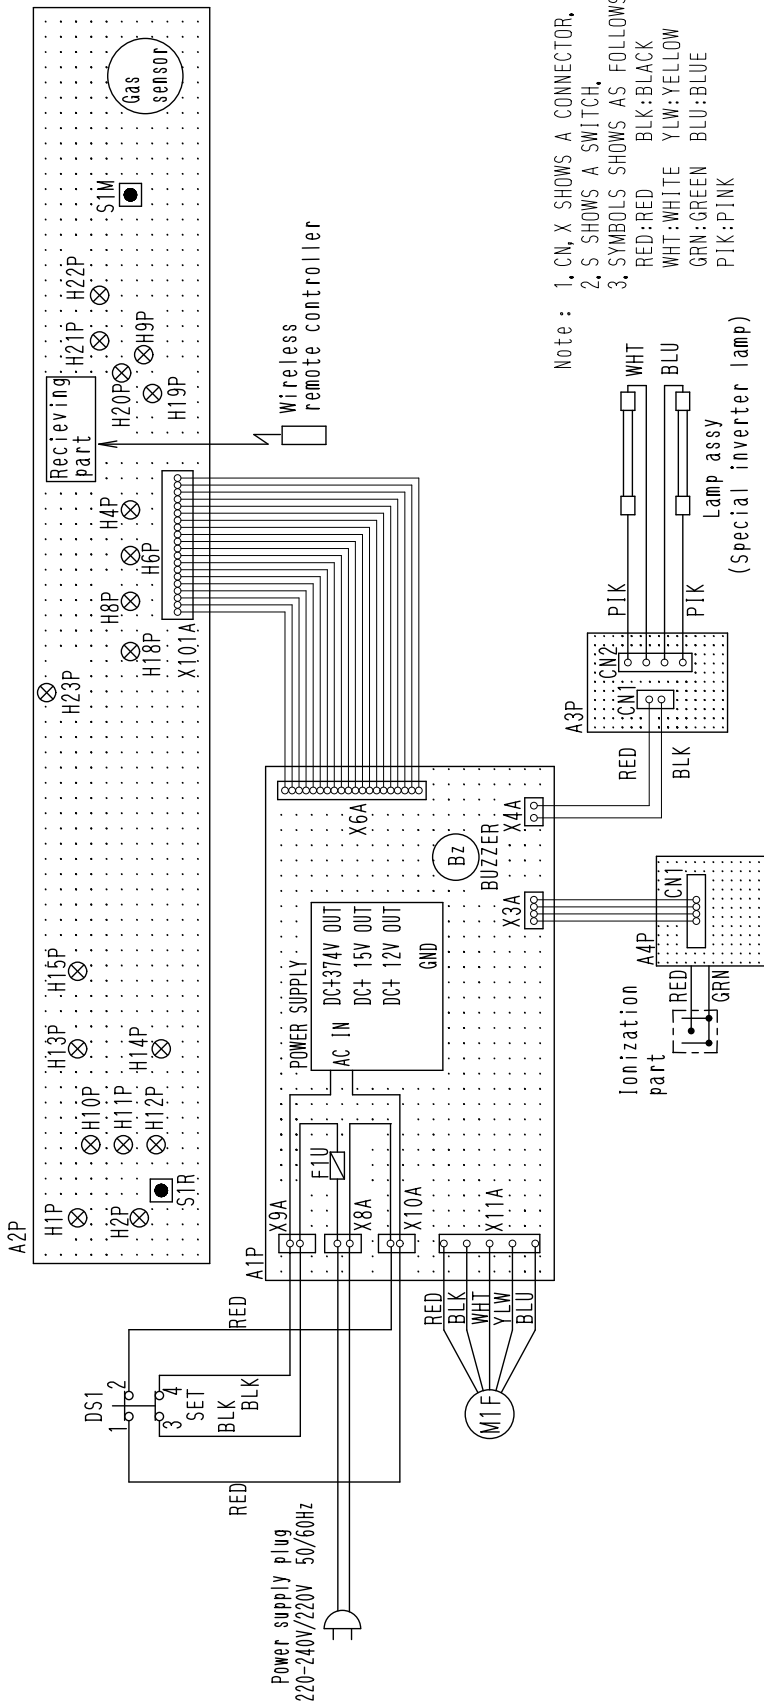 A2P
H1P
H2P
S1R
H10P
H11P
H12P
H13P
H14P
H15P
H23P
H18P
H8P
H6P
H4P
X101A
Recieving
part
H20P
H19P
H21P
H9P
H22P
S1M
Gas
sensor
Wireless
remote controller
Power supply plug
220-240V/220V 50/60Hz
DS1
1 2
3 4
SET
RED
RED
BLK
BLK
A1P
X9A
X8A
X10A
F1U
X11A
POWER SUPPLY
AC IN
DC+374V OUT
DC+ 15V OUT
DC+ 12V OUT
GND
X6A
Bz
BUZZER
X3A
X4A
M1F
RED
BLK
WHT
YLW
BLU
Ionization
part
RED
GRN
A4P
CN1
RED
BLK
A3P
CN1
CN2
PIK
PIK
WHT
BLU
Lamp assy
(Special inverter lamp)
Note : 1. CN, X SHOWS A CONNECTOR.
2. S SHOWS A SWITCH.
3. SYMBOLS SHOWS AS FOLLOWS
RED:RED BLK:BLACK
WHT:WHITE YLW:YELLOW
GRN:GREEN BLU:BLUE
PIK:PINK